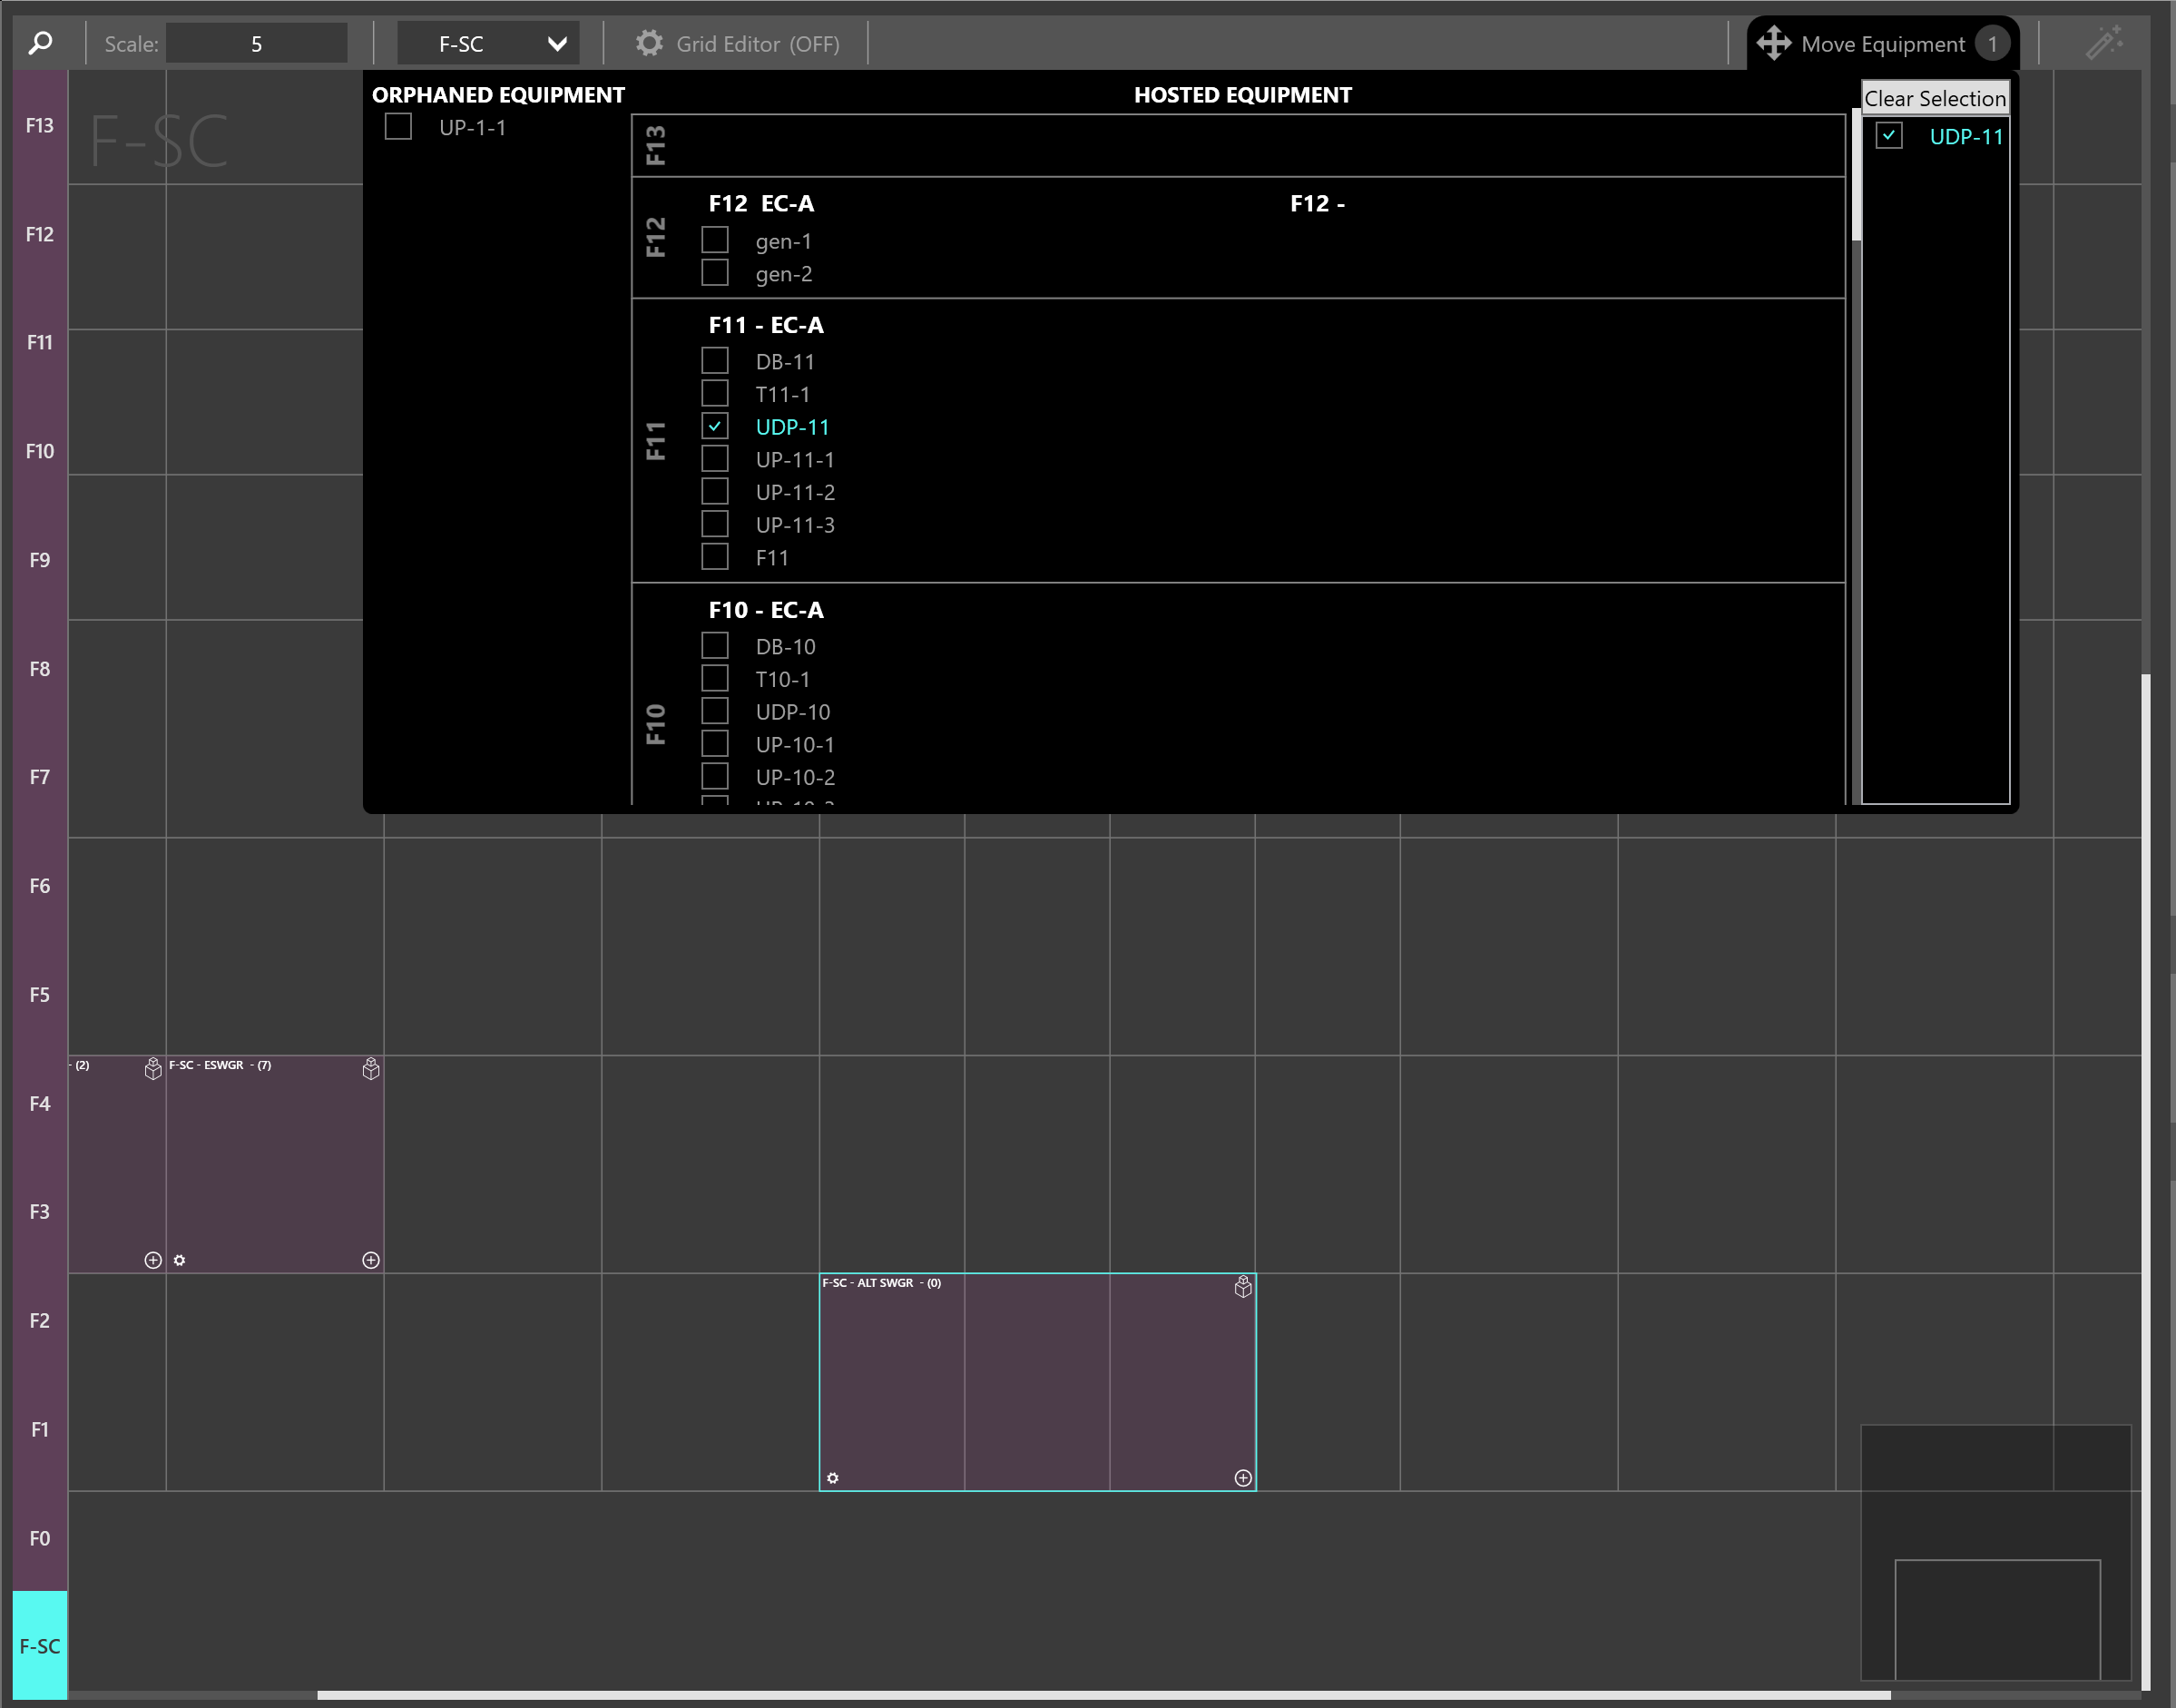 Scale: 5 F-SC Grid Editor (OFF) Move Equipment 1
F-SC
ORPHANED EQUIPMENT
UP-1-1
HOSTED EQUIPMENT
F13
F12
F12 EC-A
gen-1
gen-2
F12 -
F11
F11 - EC-A
DB-11
T11-1
UDP-11
UP-11-1
UP-11-2
UP-11-3
F11
F10
F10 - EC-A
DB-10
T10-1
UDP-10
UP-10-1
UP-10-2
Clear Selection
UDP-11
F13
F12
F11
F10
F9
F8
F7
F6
F5
F4
F3
F2
F1
F0
F-SC
- (2)
F-SC - ESWGR - (7)
F-SC - ALT SWGR - (0)